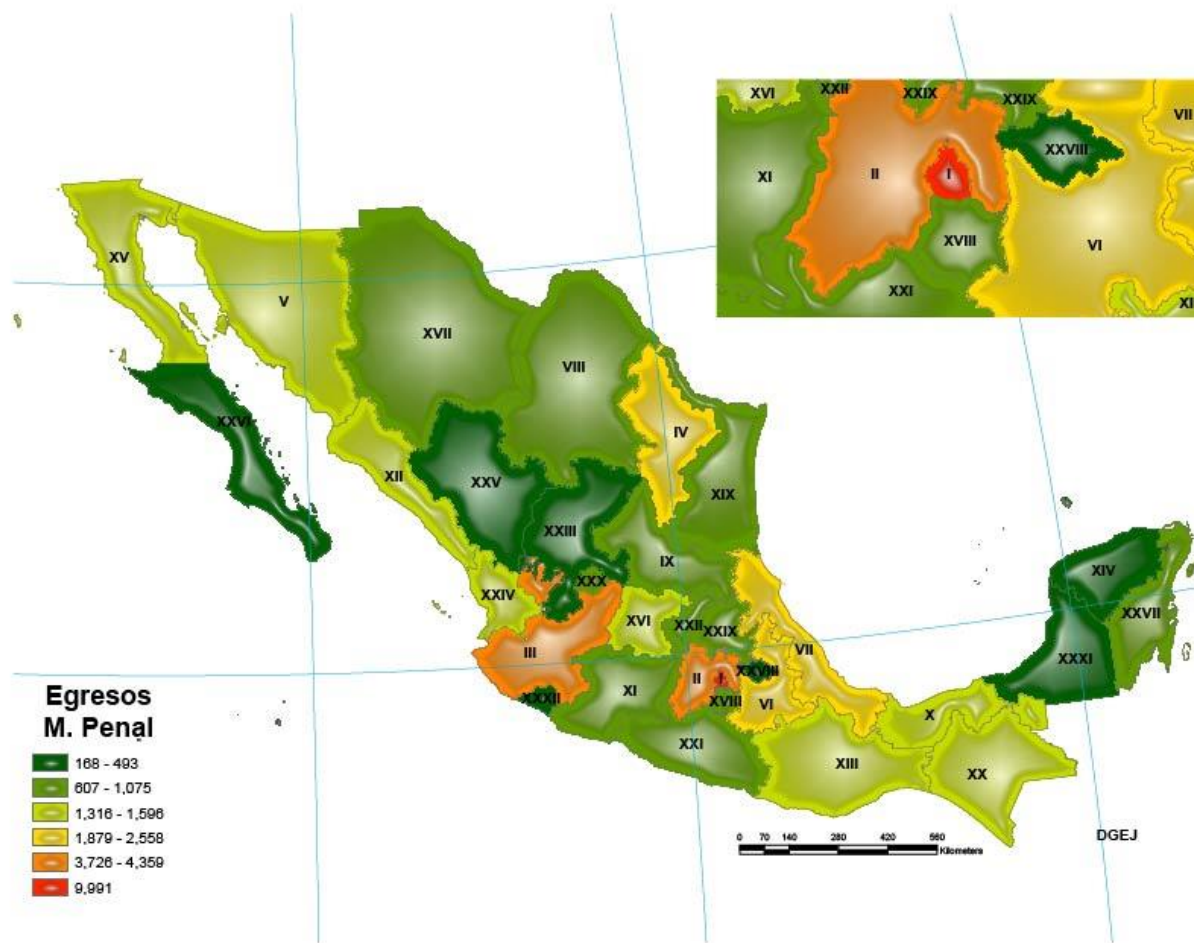 XVI
XXII
XXIX
XXIX
VII
XXVIII
XI
II
I
VI
XVIII
XXI
XI
XV
V
XVII
VIII
IV
XXVI
XII
XXV
XIX
XXIII
IX
XXX
XXIV
XVI
XXII
XXIX
XIV
XXVII
III
VII
XXVIII
XXXI
II
I
XI
VI
XXXII
XVIII
X
XXI
XIII
XX
Egresos
M. Penal
168 - 493
607 - 1,075
1,316 - 1,596
1,879 - 2,558
3,726 - 4,359
9,991
0 70 140 280 420 560
Kilometers
DGEJ